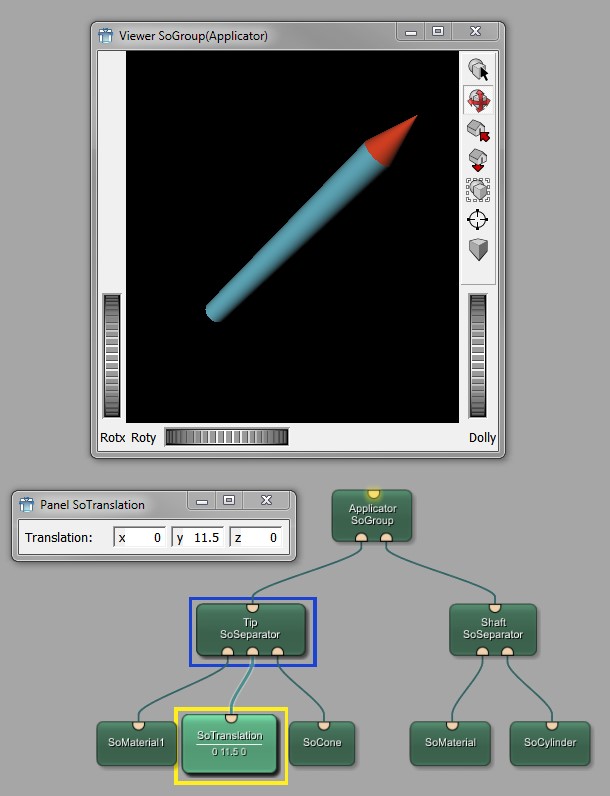 Viewer SoGroup(Applicator)
Rotx Roty
Dolly
Panel SoTranslation
Translation: x 0 y 11.5 z 0
Applicator
SoGroup
Tip
SoSeparator
Shaft
SoSeparator
SoMaterial1
SoTranslation
0 11.5 0
SoCone
SoMaterial
SoCylinder